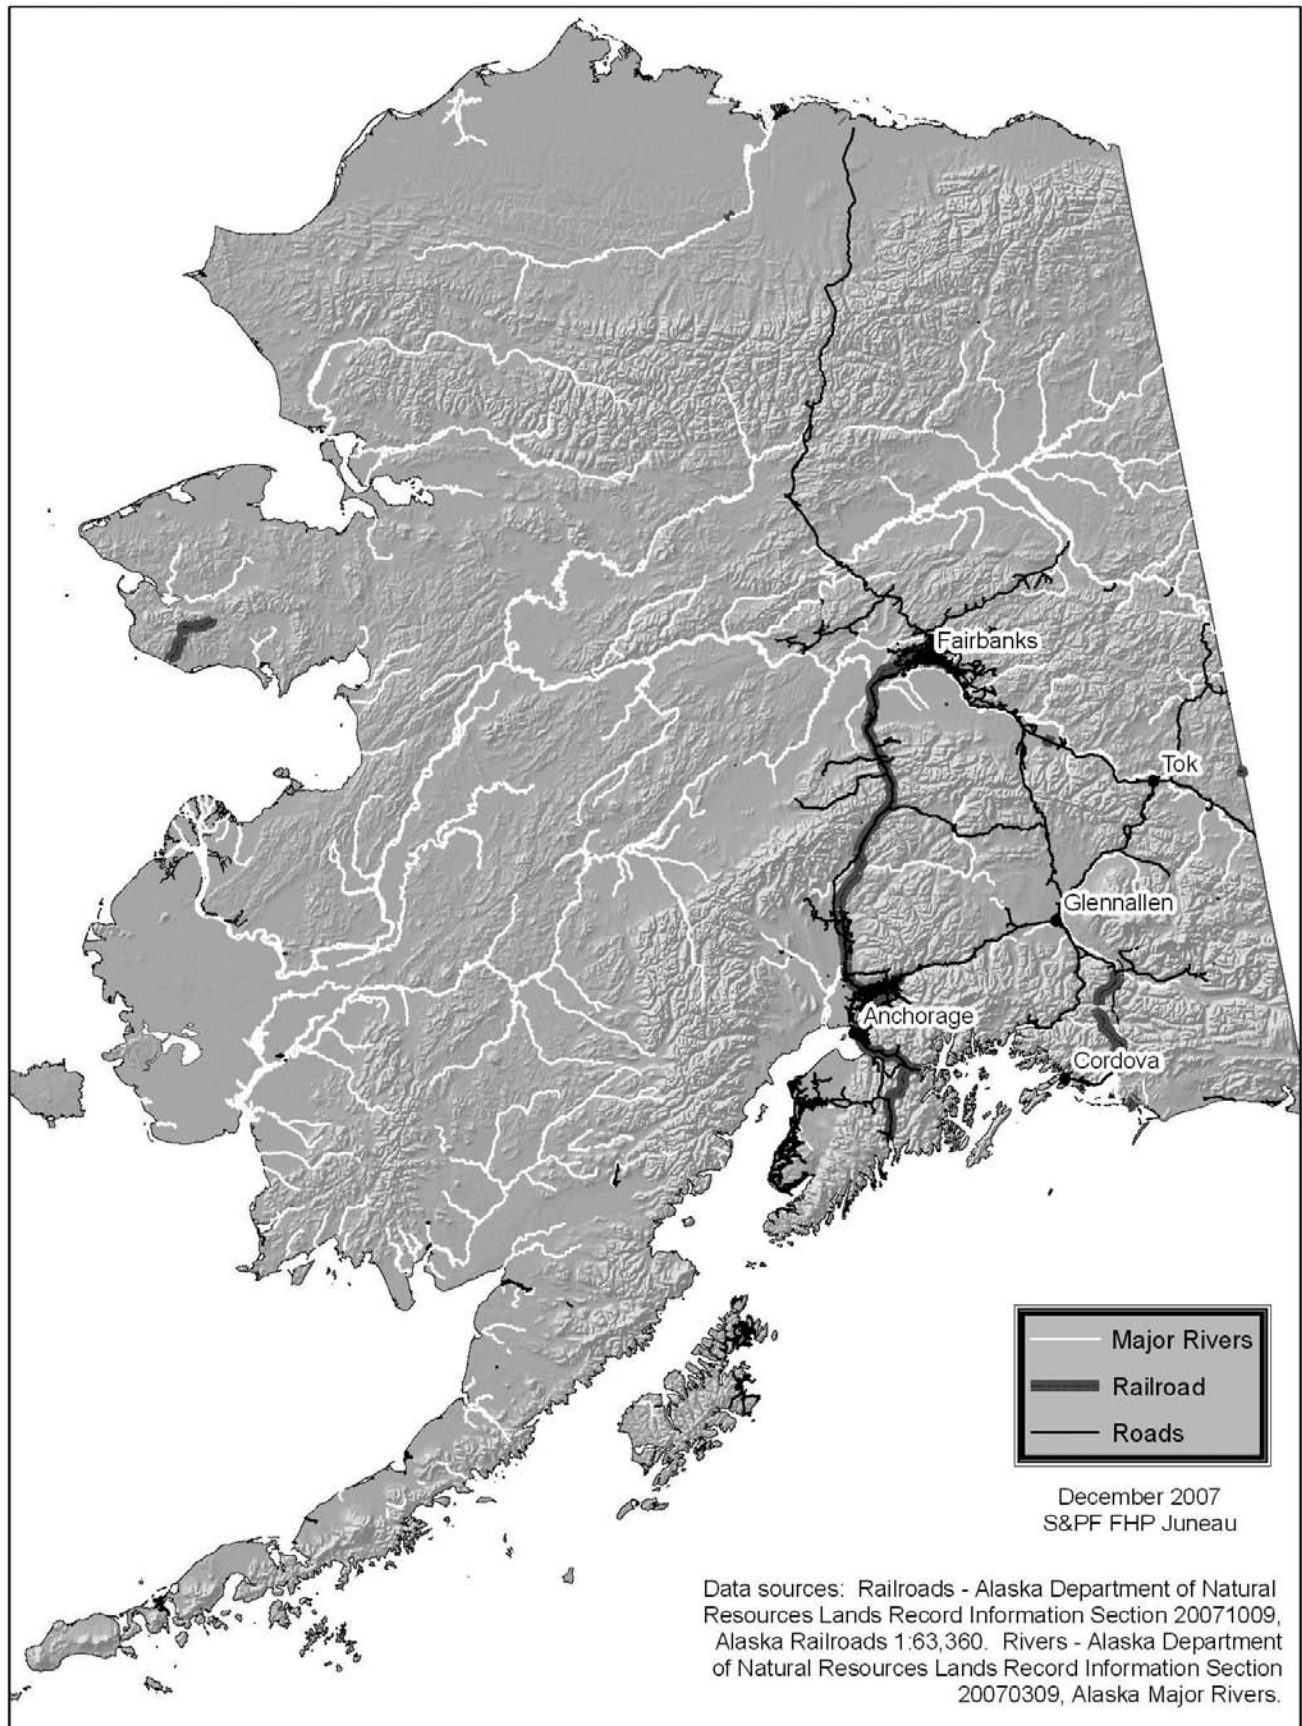 Fairbanks
Tok
Glennallen
Anchorage
Cordova
Major Rivers
Railroad
Roads
December 2007
S&PF FHP Juneau
Data sources:  Railroads - Alaska Department of Natural
Resources Lands Record Information Section 20071009,
Alaska Railroads 1:63,360.  Rivers - Alaska Department
of Natural Resources Lands Record Information Section
20070309, Alaska Major Rivers.